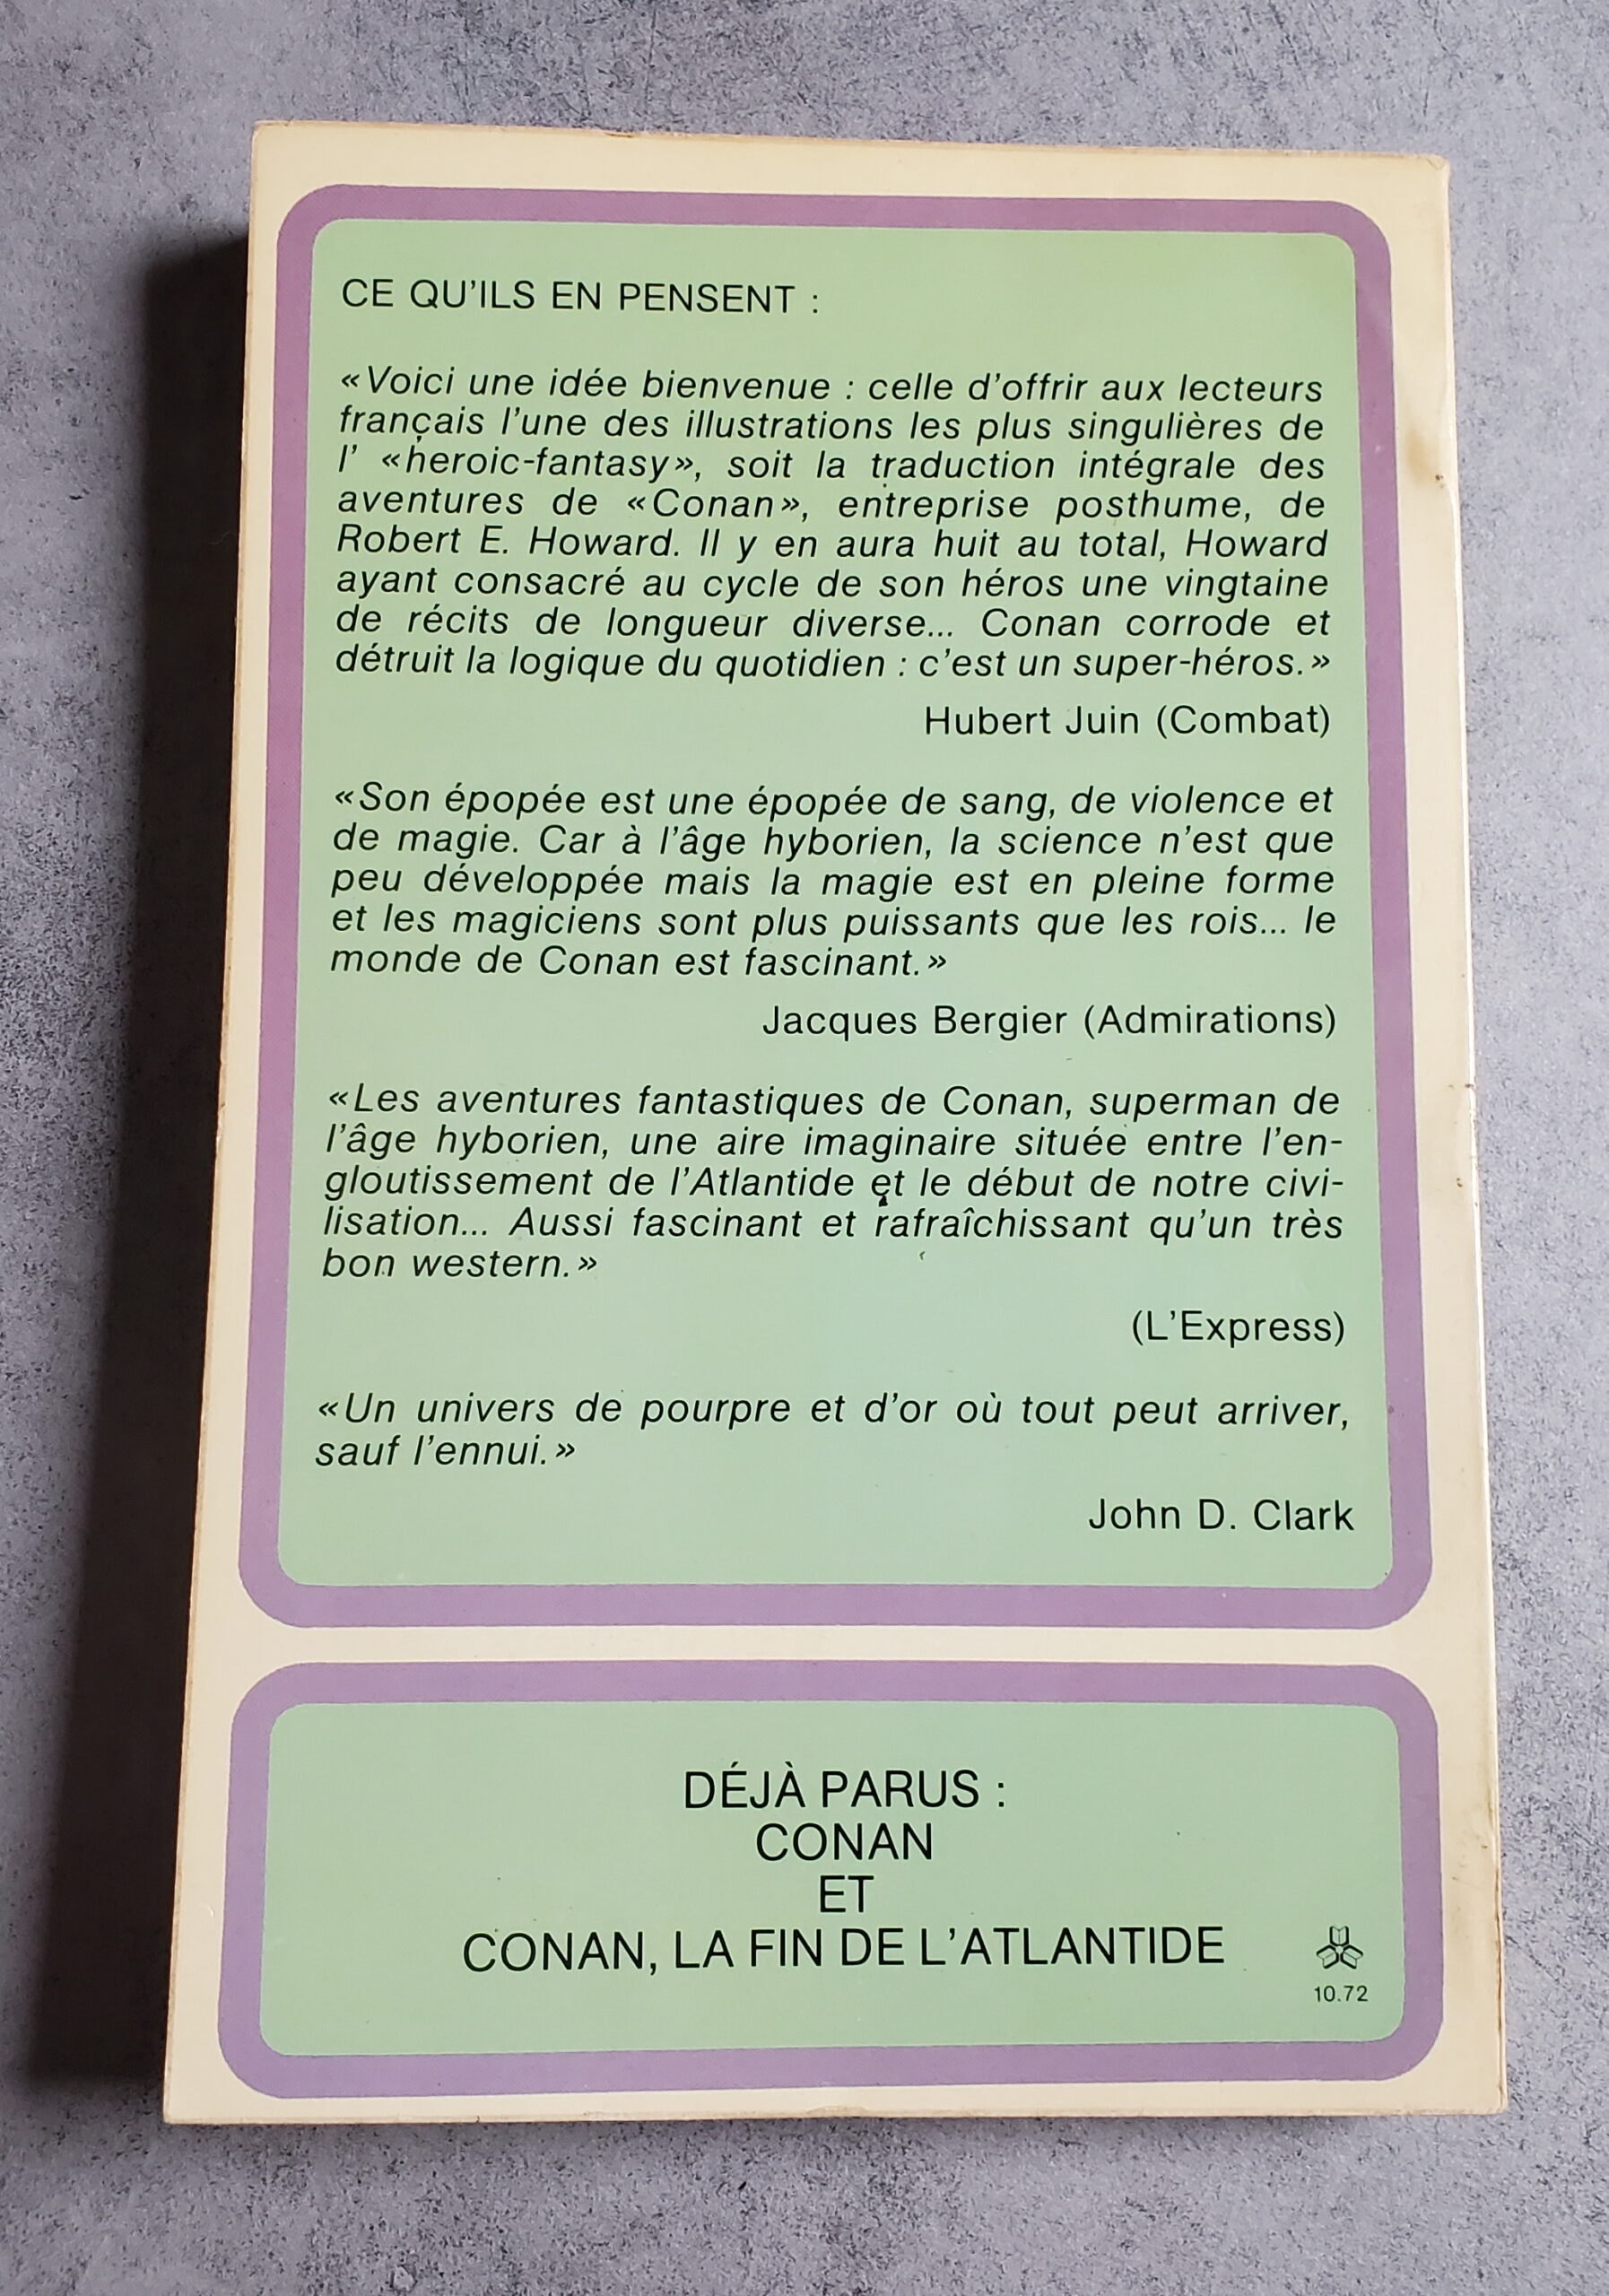 CE QU'ILS EN PENSENT :
«Voici une idée bienvenue : celle d'offrir aux lecteurs
français l'une des illustrations les plus singulières de
l' «heroic-fantasy», soit la traduction intégrale des
aventures de «Conan», entreprise posthume, de
Robert E. Howard. Il y en aura huit au total, Howard
ayant consacré au cycle de son héros une vingtaine
de récits de longueur diverse... Conan corrode et
détruit la logique du quotidien : c'est un super-héros.»
Hubert Juin (Combat)
«Son épopée est une épopée de sang, de violence et
de magie. Car à l'âge hyborien, la science n'est que
peu développée mais la magie est en pleine forme
et les magiciens sont plus puissants que les rois... le
monde de Conan est fascinant.»
Jacques Bergier (Admirations)
«Les aventures fantastiques de Conan, superman de
l'âge hyborien, une aire imaginaire située entre l'en-
gloutissement de l'Atlantide et le début de notre civi-
lisation... Aussi fascinant et rafraîchissant qu'un très
bon western.»
(L'Express)
«Un univers de pourpre et d'or où tout peut arriver,
sauf l'ennui.»
John D. Clark
DÉJÀ PARUS :
CONAN
ET
CONAN, LA FIN DE L'ATLANTIDE
10.72